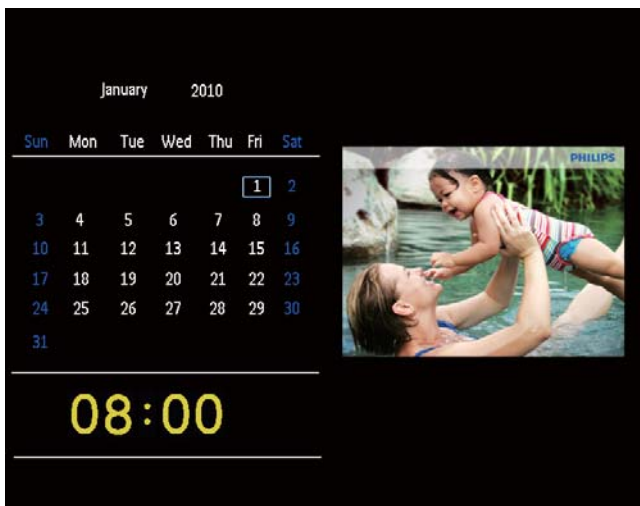 January 2010
Sun Mon Tue Wed Thu Fri Sat
1 2
3 4 5 6 7 8 9
10 11 12 13 14 15 16
17 18 19 20 21 22 23
24 25 26 27 28 29 30
31
08:00
PHILIPS